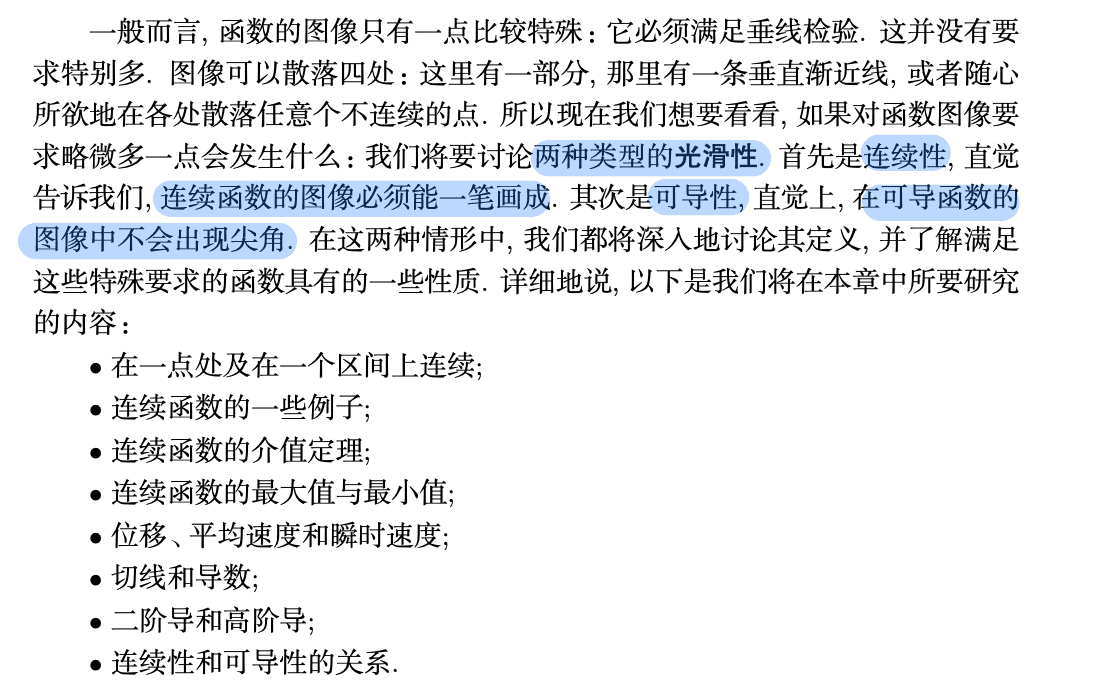 一般而言, 函数的图像只有一点比较特殊: 它必须满足垂线检验. 这并没有要
求特别多. 图像可以散落四处: 这里有一部分, 那里有一条垂直渐近线, 或者随心
所欲地在各处散落任意个不连续的点. 所以现在我们想要看看, 如果对函数图像要
求略微多一点会发生什么: 我们将要讨论两种类型的光滑性. 首先是连续性, 直觉
告诉我们, 连续函数的图像必须能一笔画成. 其次是可导性, 直觉上, 在可导函数的
图像中不会出现尖角. 在这两种情形中, 我们都将深入地讨论其定义, 并了解满足
这些特殊要求的函数具有的一些性质. 详细地说, 以下是我们将在本章中所要研究
的内容:
• 在一点处及在一个区间上连续;
• 连续函数的一些例子;
• 连续函数的介值定理;
• 连续函数的最大值与最小值;
• 位移、平均速度和瞬时速度;
• 切线和导数;
• 二阶导和高阶导;
• 连续性和可导性的关系.